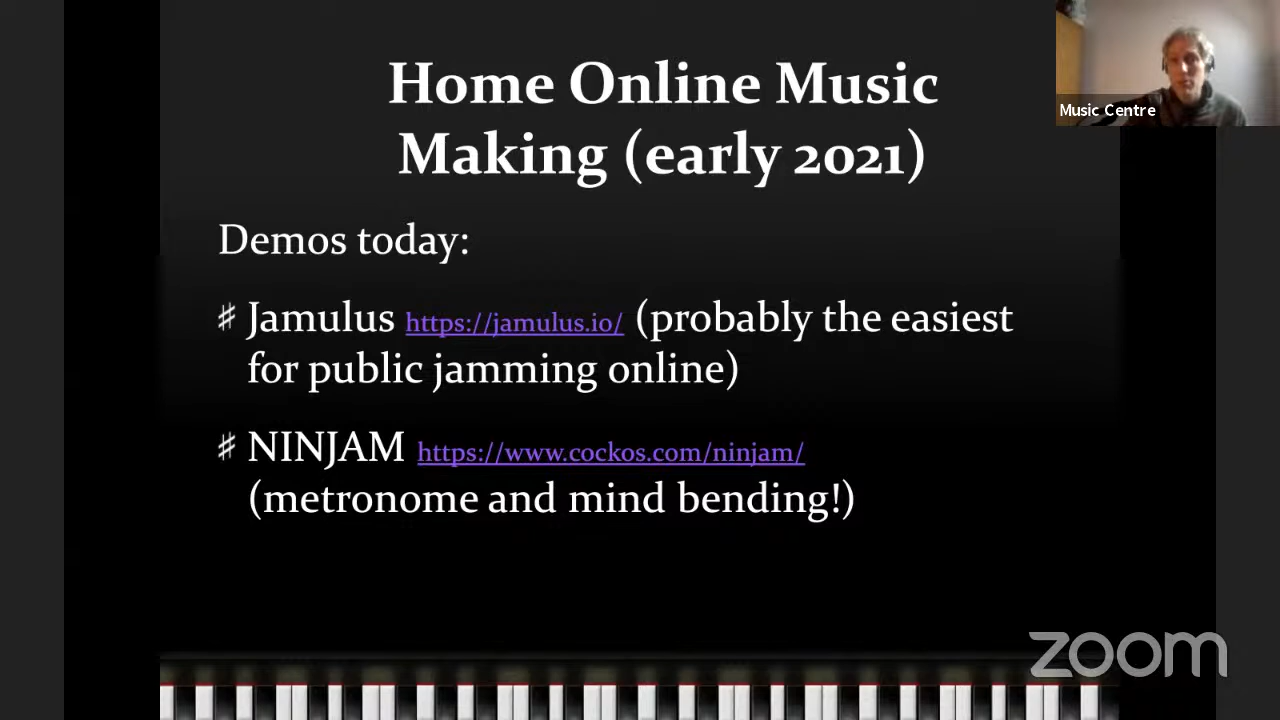 Home Online Music
Making (early 2021)
Music Centre
Demos today:
♯ Jamulus https://jamulus.io/ (probably the easiest
for public jamming online)
♯ NINJAM https://www.cockos.com/ninjam/
(metronome and mind bending!)
zoom